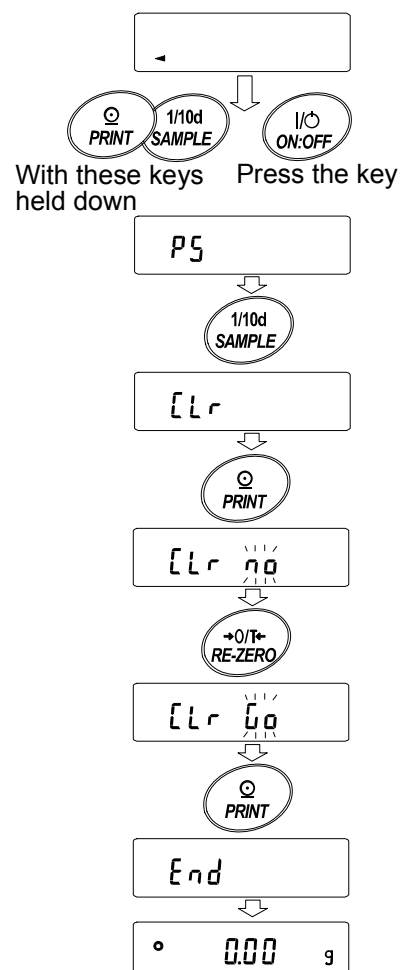 1/10d I/⏻
PRINT SAMPLE ON:OFF
With these keys Press the key
held down
PS
1/10d
SAMPLE
CLr
PRINT
CLr no
→0/T←
RE-ZERO
CLr Go
PRINT
End
0.00 g